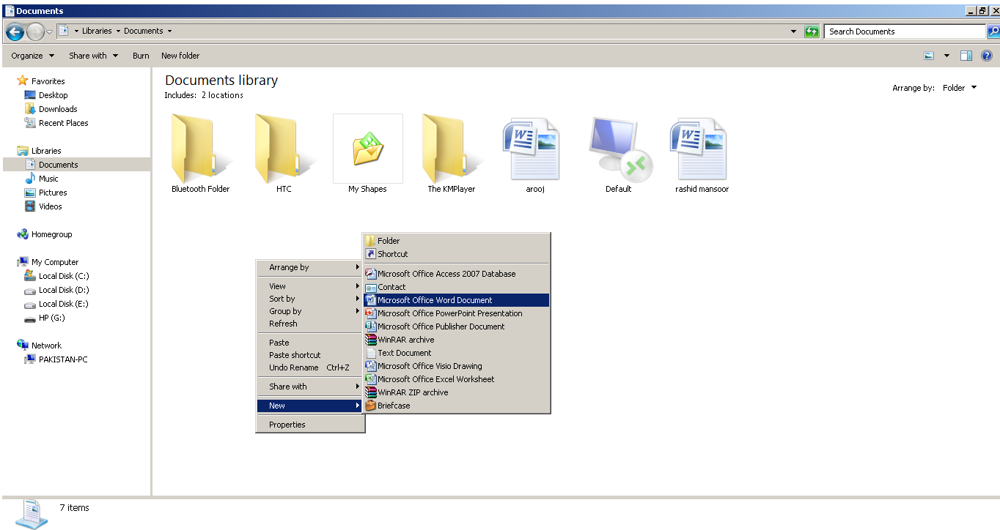 Documents
Libraries Documents
Search Documents
Organize Share with Burn New folder
Favorites
Desktop
Downloads
Recent Places
Libraries
Documents
Music
Pictures
Videos
Homegroup
My Computer
Local Disk (C:)
Local Disk (D:)
Local Disk (E:)
HP (G:)
Network
PAKISTAN-PC
Documents library
Includes: 2 locations
Arrange by: Folder
Bluetooth Folder
HTC
My Shapes
The KMPlayer
arooj
Default
rashid mansoor
Arrange by
View
Sort by
Group by
Refresh
Paste
Paste shortcut
Undo Rename Ctrl+Z
Share with
New
Properties
Folder
Shortcut
Microsoft Office Access 2007 Database
Contact
Microsoft Office Word Document
Microsoft Office PowerPoint Presentation
Microsoft Office Publisher Document
WinRAR archive
Text Document
Microsoft Office Visio Drawing
Microsoft Office Excel Worksheet
WinRAR ZIP archive
Briefcase
7 items